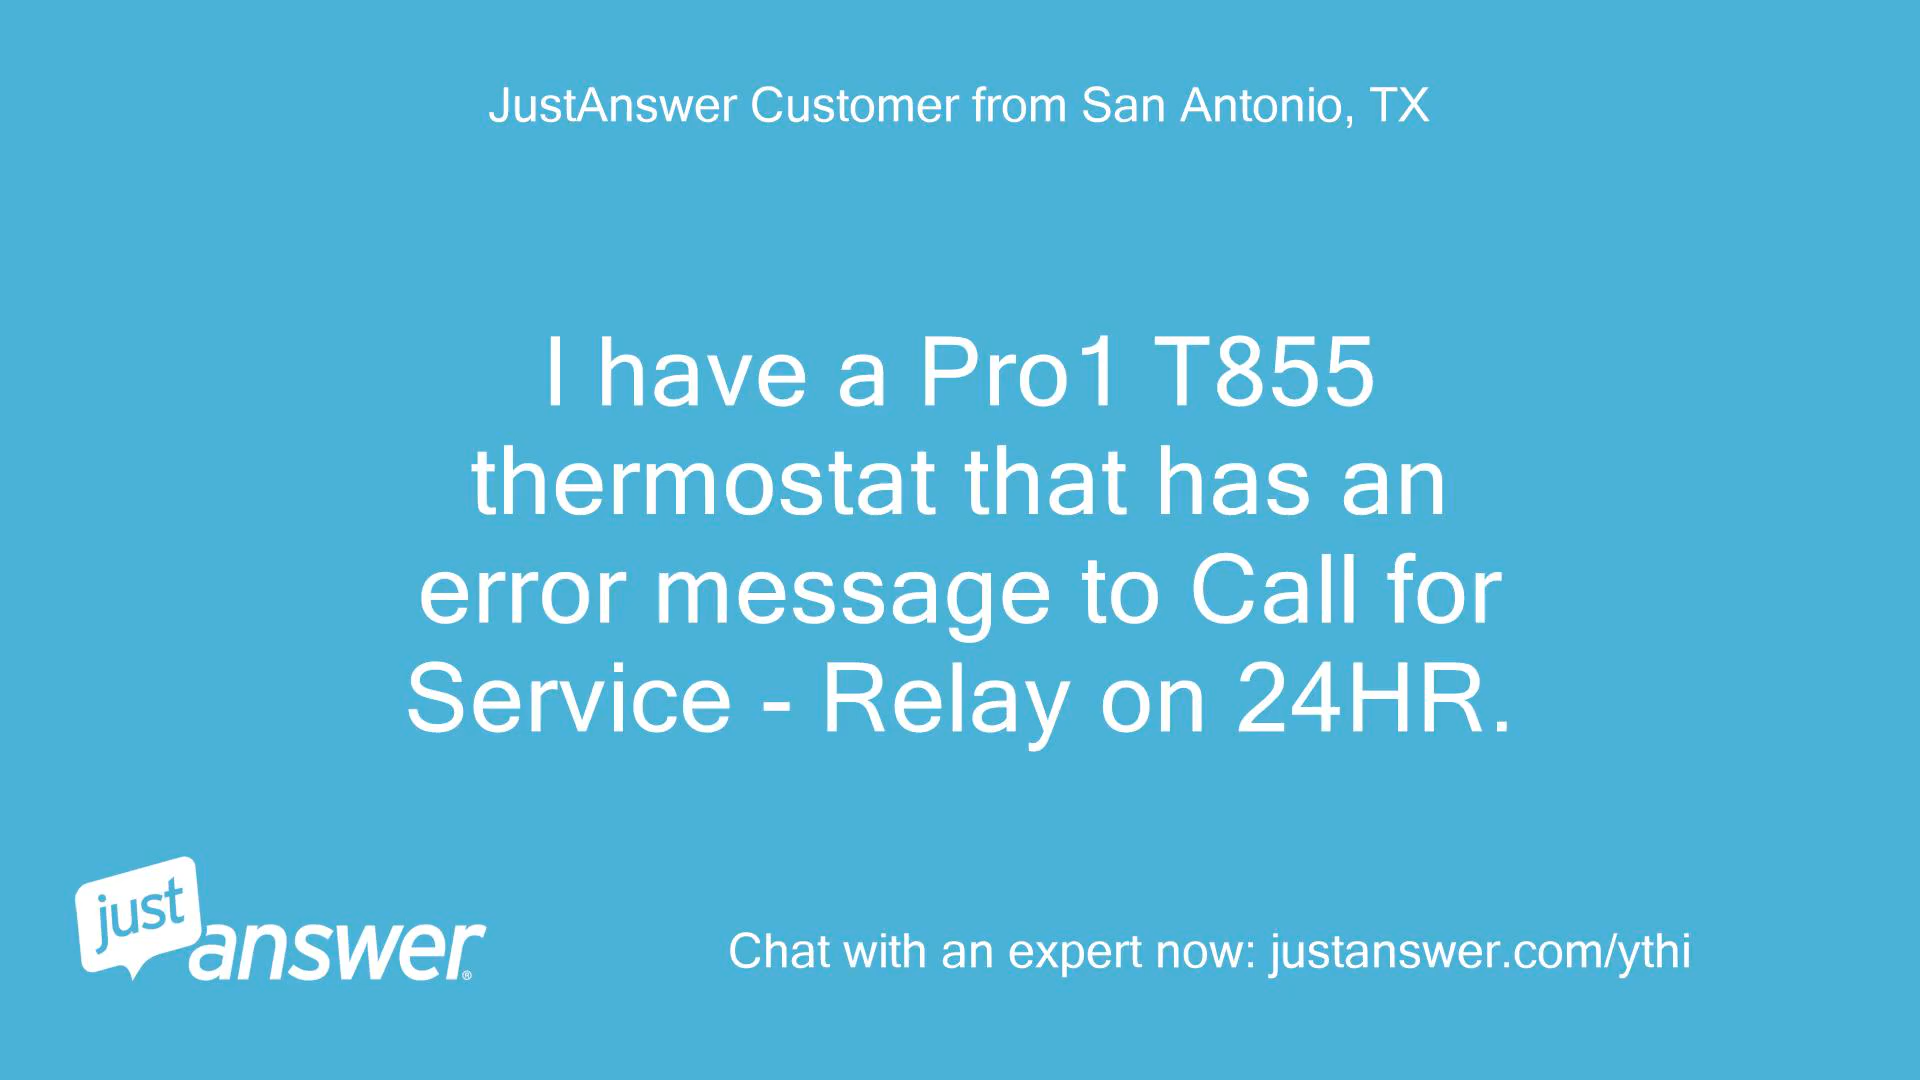 JustAnswer Customer from San Antonio, TX
I have a Pro1 T855
thermostat that has an
error message to Call for
Service - Relay on 24HR.
just
answer®
Chat with an expert now: justanswer.com/ythi